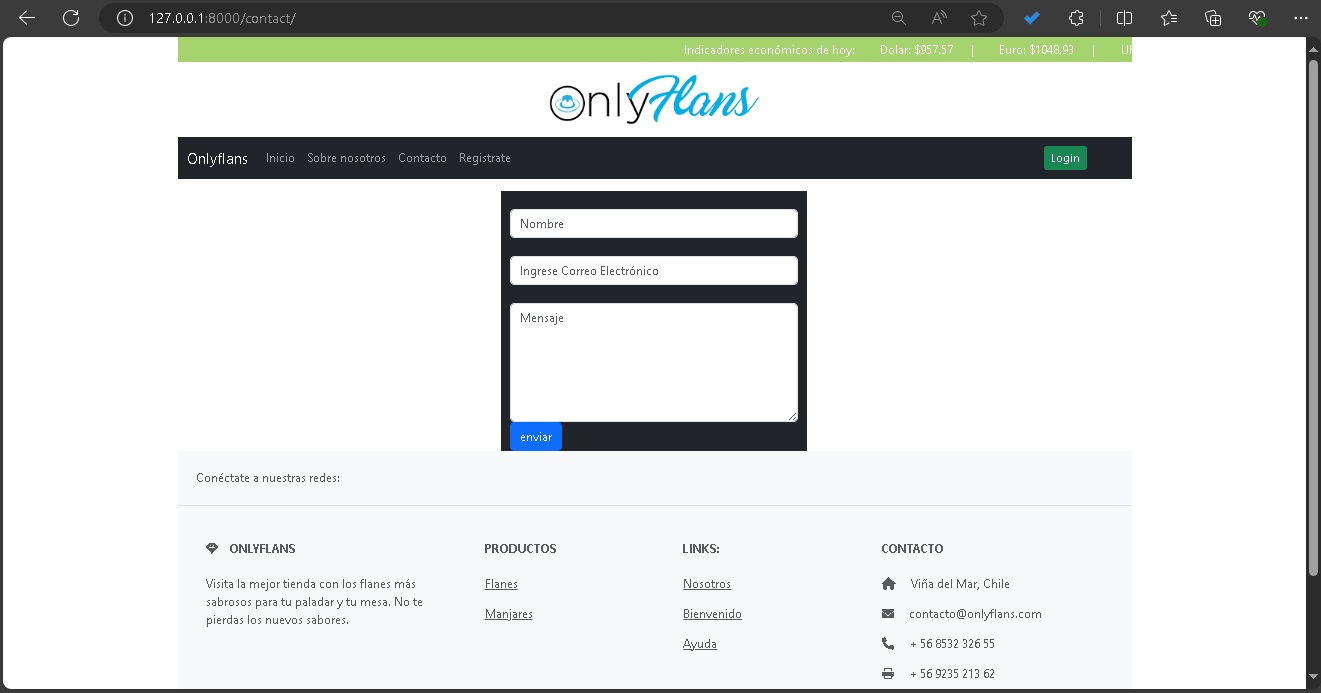 127.0.0.1:8000/contact/
Indicadores económicos de hoy: Dolar: $957.57 | Euro: $1048.93 |
OnlyFlans
Onlyflans Inicio Sobre nosotros Contacto Registrate Login
Nombre
Ingrese Correo Electrónico
Mensaje
enviar
Conéctate a nuestras redes:
ONLYFLANS
Visita la mejor tienda con los flanes más
sabrosos para tu paladar y tu mesa. No te
pierdas los nuevos sabores.
PRODUCTOS
Flanes
Manjares
LINKS:
Nosotros
Bienvenido
Ayuda
CONTACTO
Viña del Mar, Chile
contacto@onlyflans.com
+ 56 8532 326 55
+ 56 9235 213 62